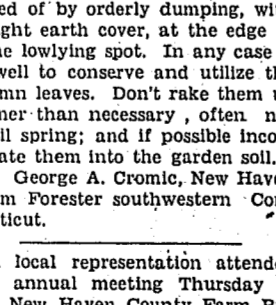 ed of by orderly dumping, wi
ght earth cover, at the edge
e lowlying spot. In any case
well to conserve and utilize t
mn leaves. Don't rake them
ner than necessary , often n
il spring; and if possible inco
ate them into the garden soil.
George A. Cromic, New Hav
m Forester southwestern Co
ticut.
local representation attend
annual meeting Thursday
New Haven County Farm B